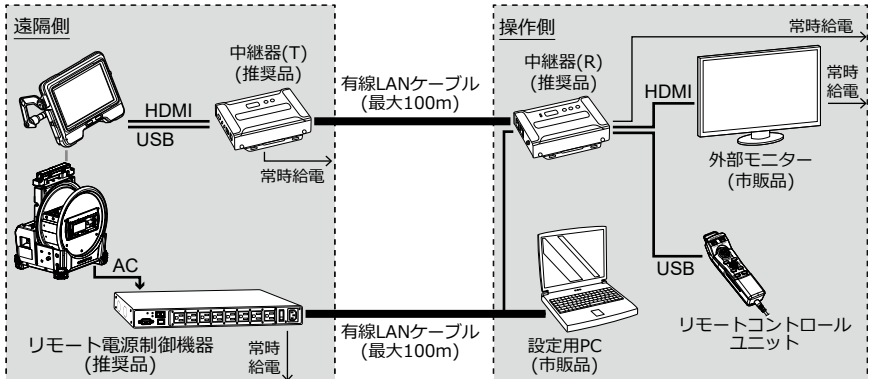 遠隔側
中継器(T)
(推奨品)
HDMI
USB
常時給電
AC
リモート電源制御機器
(推奨品)
常時
給電
有線LANケーブル
(最大100m)
有線LANケーブル
(最大100m)
操作側
常時給電
中継器(R)
(推奨品)
HDMI
常時
給電
外部モニター
(市販品)
USB
設定用PC
(市販品)
リモートコントロール
ユニット